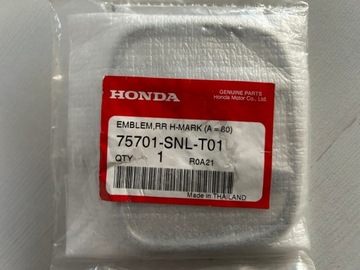 HONDA
GENUINE PARTS
Honda Motor Co., Ltd.
EMBLEM,RR H-MARK (A=80)
75701-SNL-T01
QTY 1 R0A21
Made in THAILAND